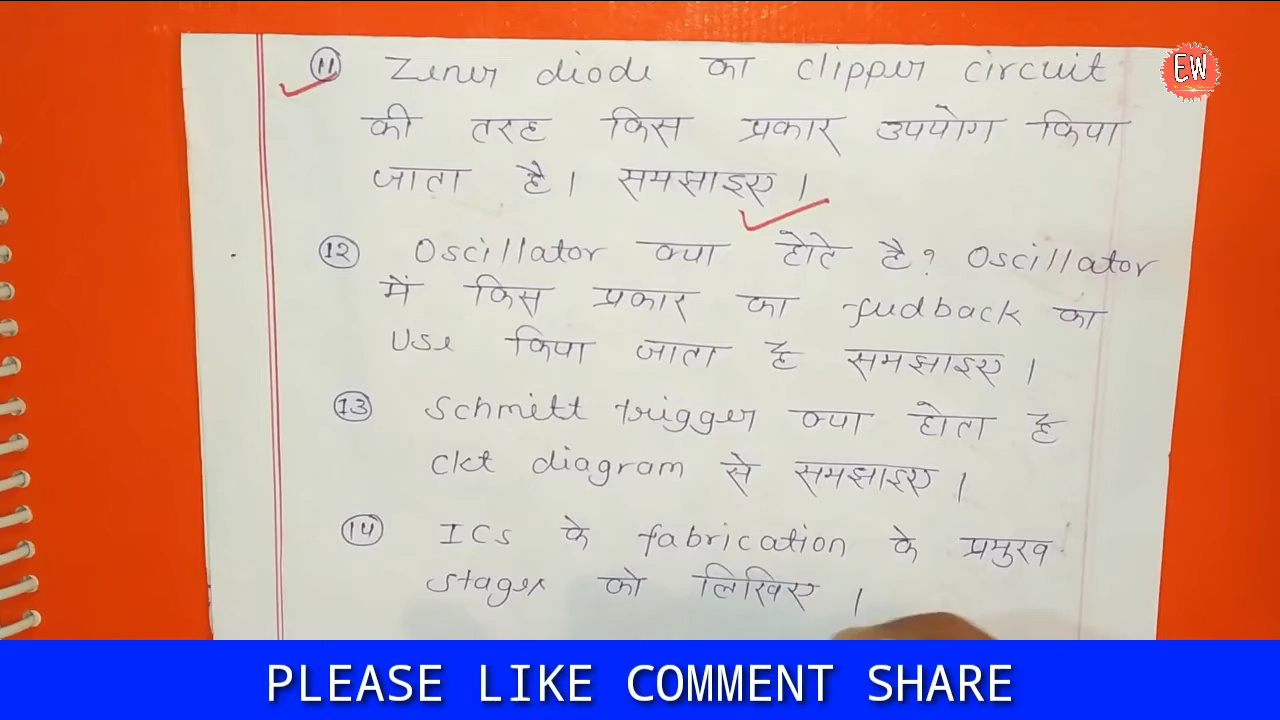 11 Zener diode का clipper circuit
EW
की तरह किस प्रकार उपयोग किया
जाता है। समझाइए।
12 Oscillator क्या होते है? Oscillator
में किस प्रकार का feedback का
Use किया जाता है समझाइए।
13 Schmitt trigger क्या होता है
ckt diagram से समझाइए।
14 ICs के fabrication के प्रमुख
stages को लिखिए।
PLEASE LIKE COMMENT SHARE